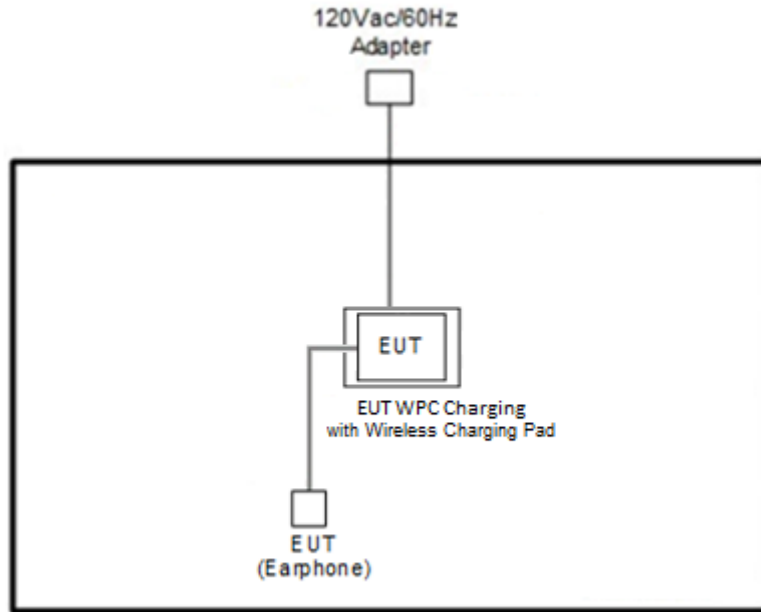 120Vac/60Hz
Adapter
EUT
EUT WPC Charging
with Wireless Charging Pad
EUT
(Earphone)